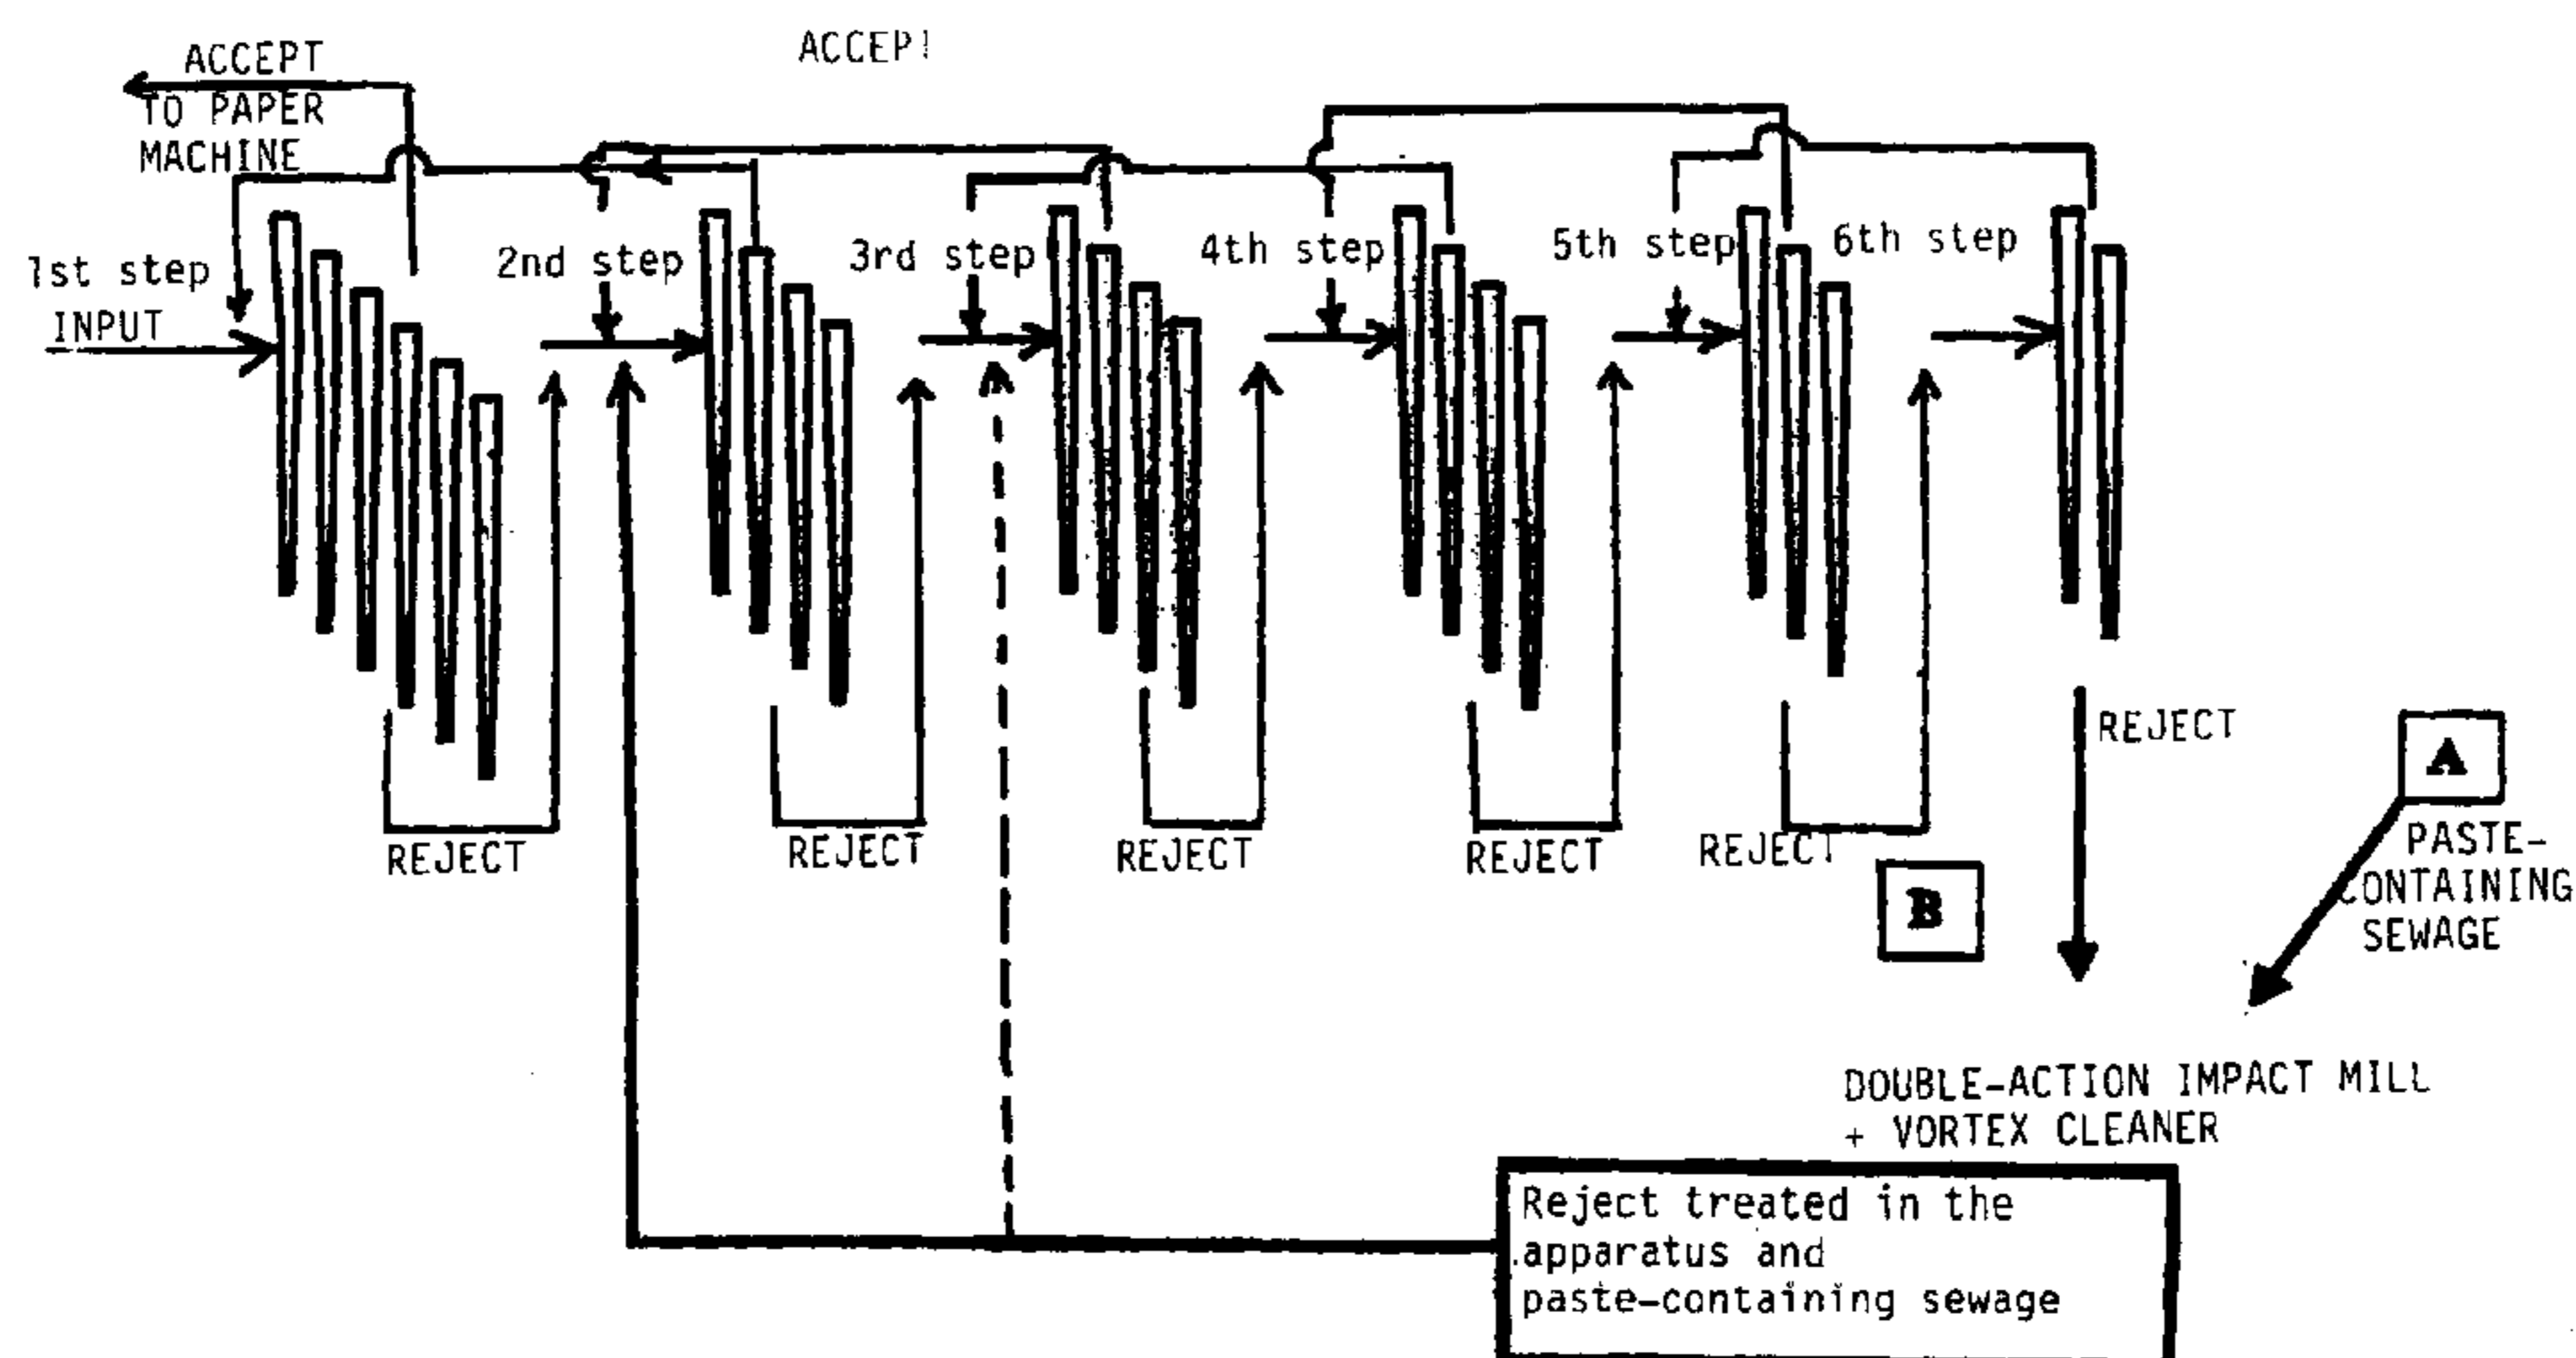 ACCEPT
TO PAPER
MACHINE
ACCEPT
1st step
INPUT
2nd step
3rd step
4th step
5th step
6th step
REJECT
REJECT
REJECT
REJECT
REJECT
REJECT
A
PASTE-
CONTAINING
SEWAGE
B
DOUBLE-ACTION IMPACT MILL
+ VORTEX CLEANER
Reject treated in the
apparatus and
paste-containing sewage